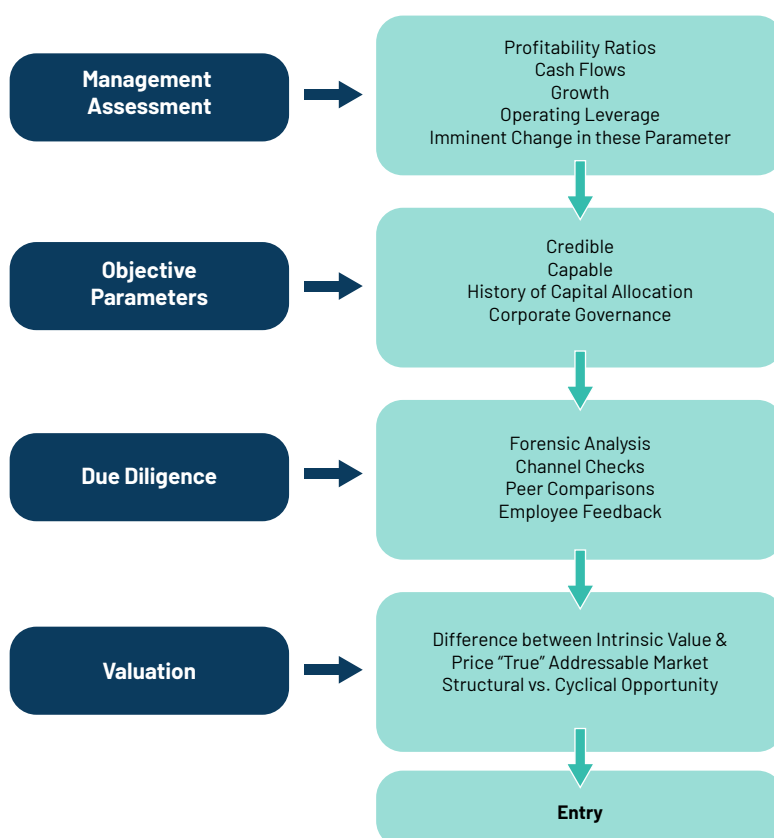 Management
Assessment
Profitability Ratios
Cash Flows
Growth
Operating Leverage
Imminent Change in these Parameter
Objective
Parameters
Credible
Capable
History of Capital Allocation
Corporate Governance
Due Diligence
Forensic Analysis
Channel Checks
Peer Comparisons
Employee Feedback
Valuation
Difference between Intrinsic Value &
Price “True” Addressable Market
Structural vs. Cyclical Opportunity
Entry